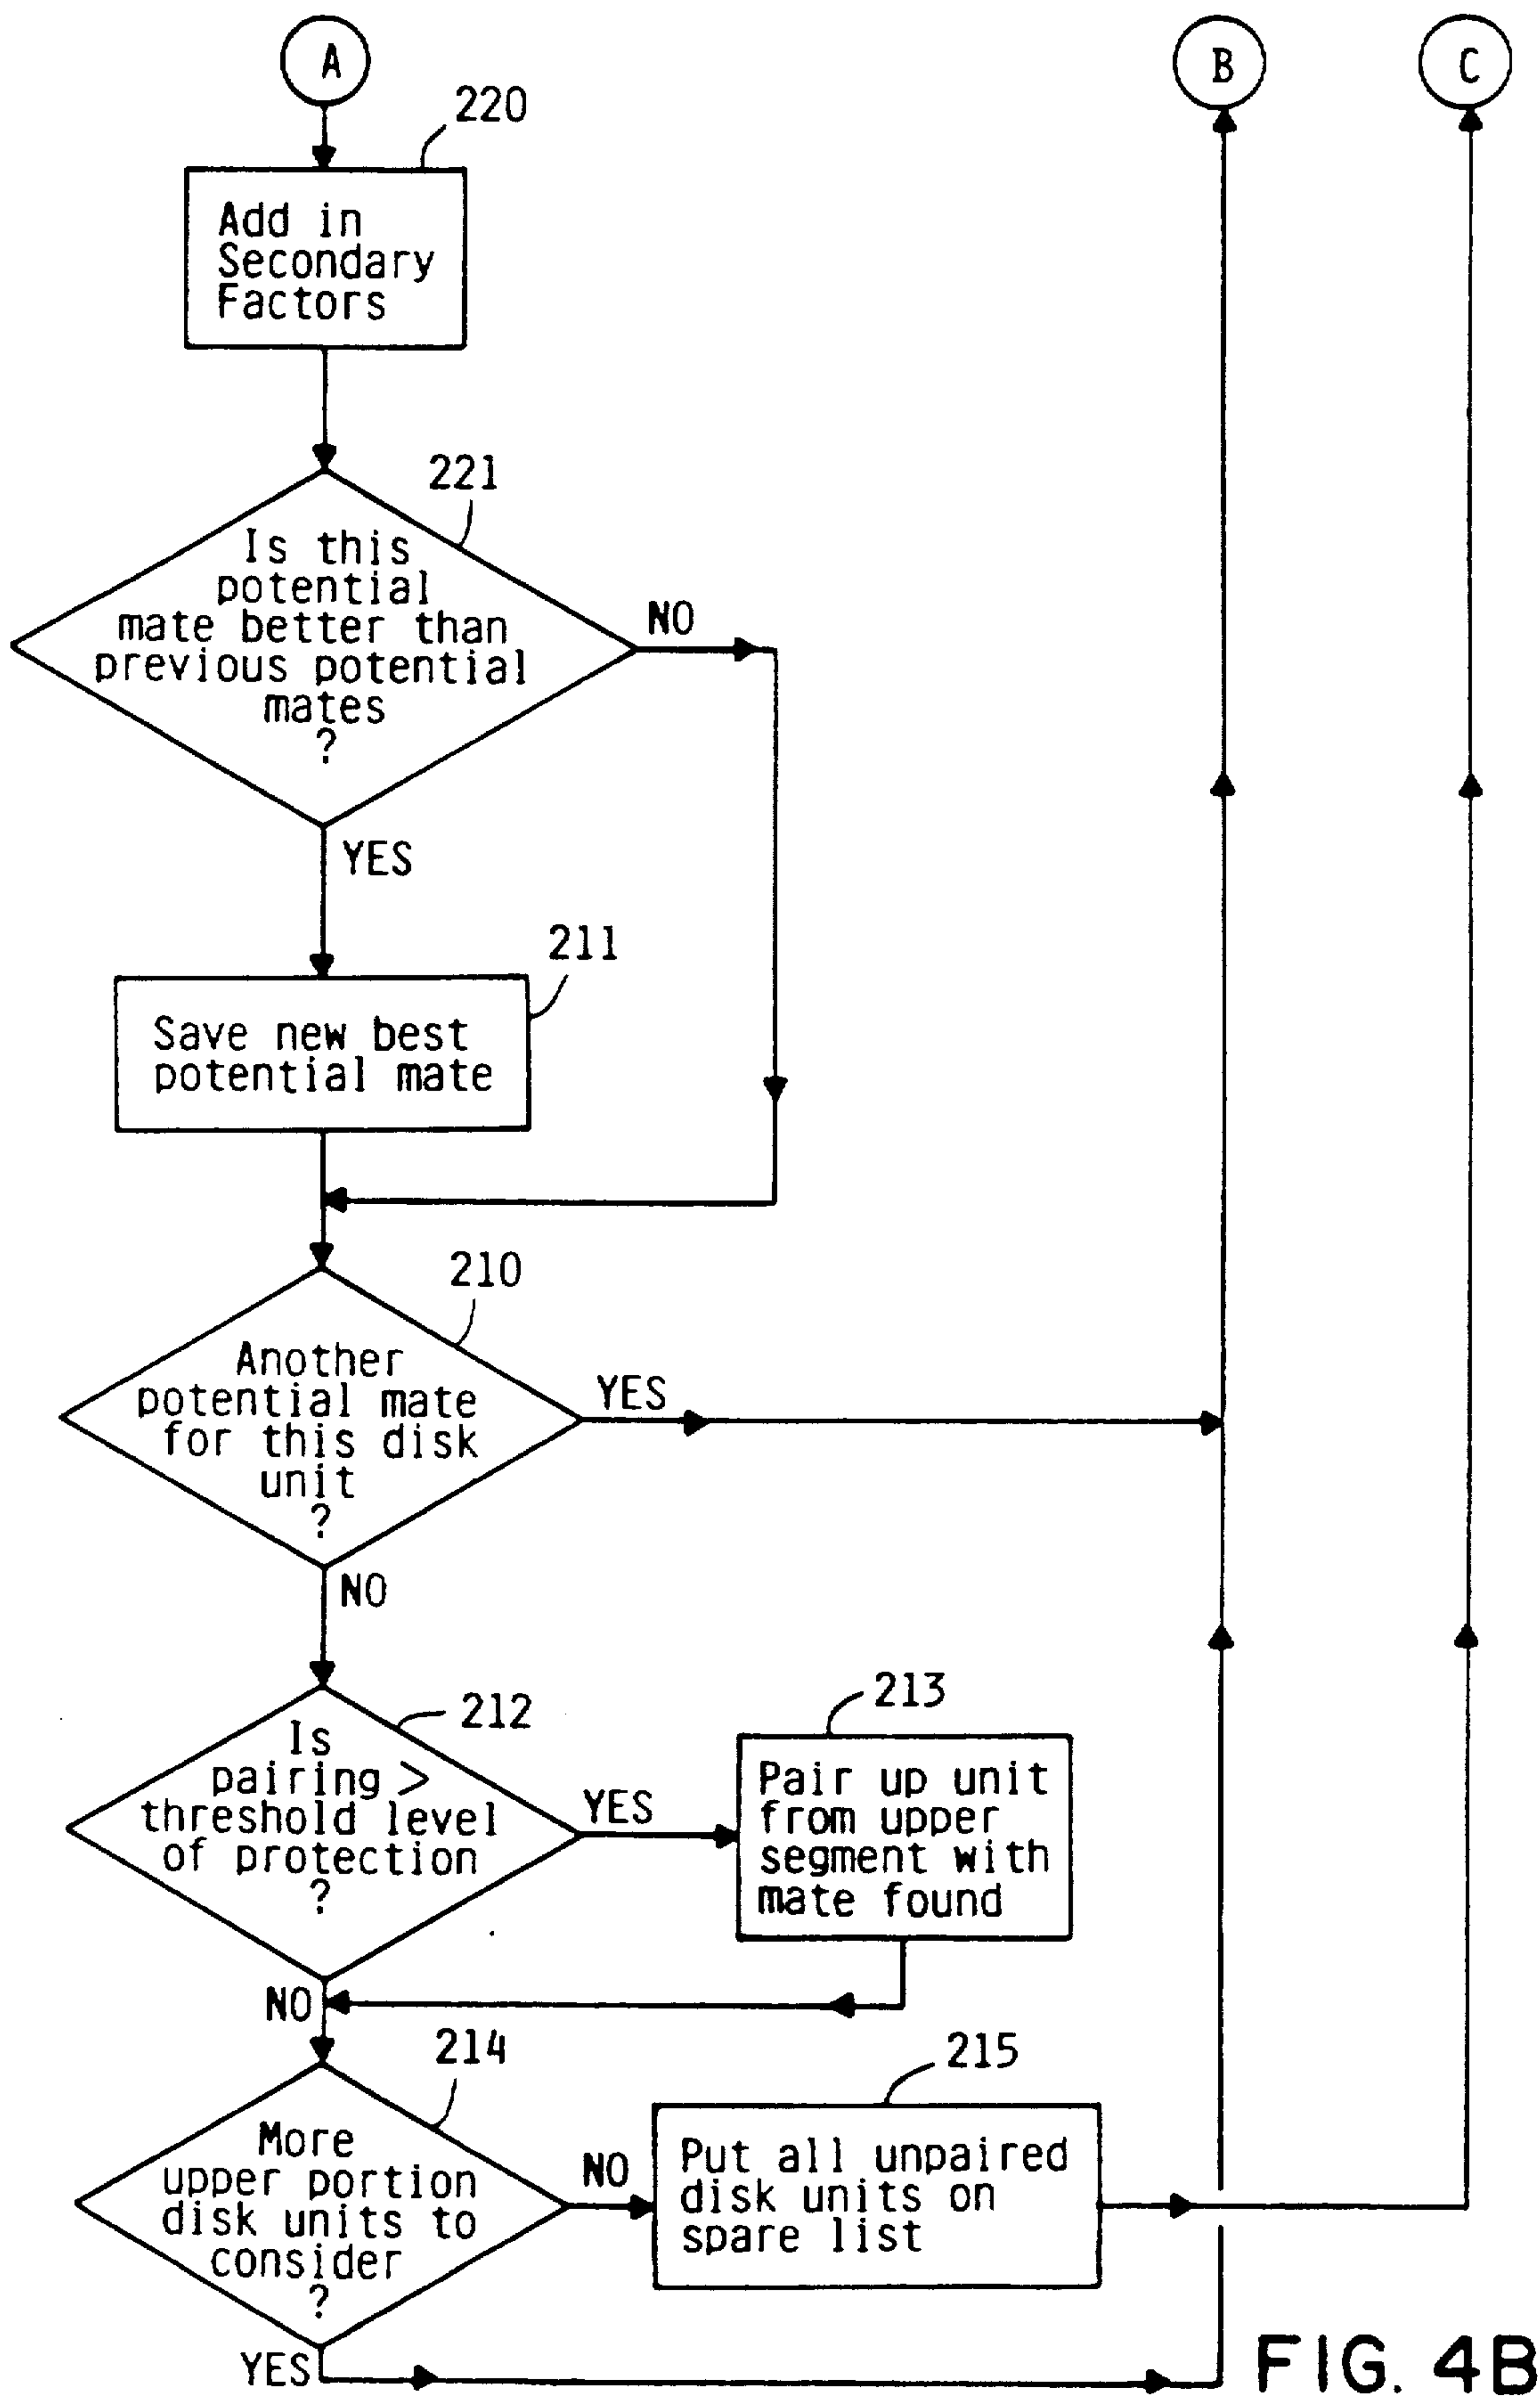 A
B
C
220
Add in
Secondary
Factors
221
Is this
potential
mate better than
previous potential
mates
?
NO
YES
211
Save new best
potential mate
210
Another
potential mate
for this disk
unit
?
YES
NO
212
Is
pairing >
threshold level
of protection
?
YES
213
Pair up unit
from upper
segment with
mate found
NO
214
More
upper portion
disk units to
consider
?
NO
215
Put all unpaired
disk units on
spare list
YES
FIG. 4B